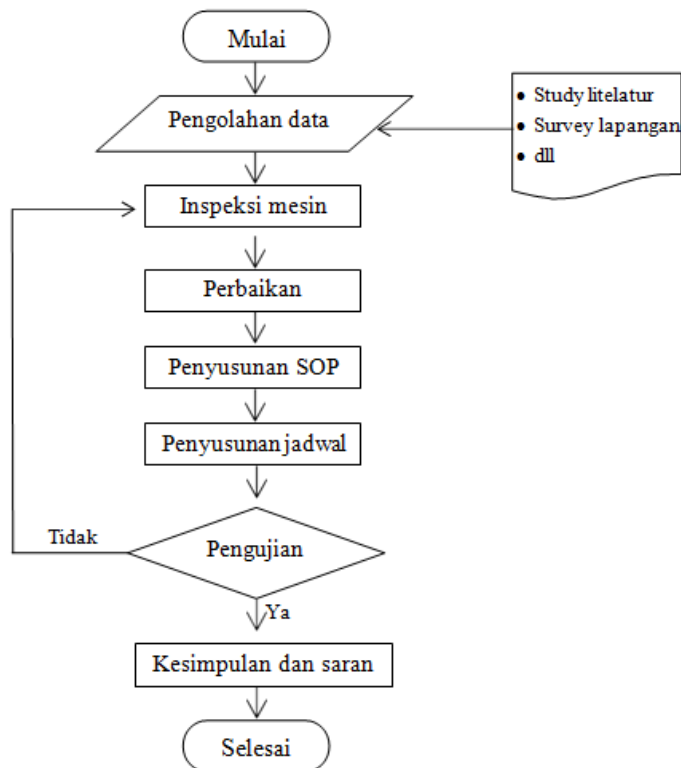 Mulai
Pengolahan data
• Study litelatur
• Survey lapangan
• dll
Inspeksi mesin
Perbaikan
Penyusunan SOP
Penyusunan jadwal
Tidak
Pengujian
Ya
Kesimpulan dan saran
Selesai